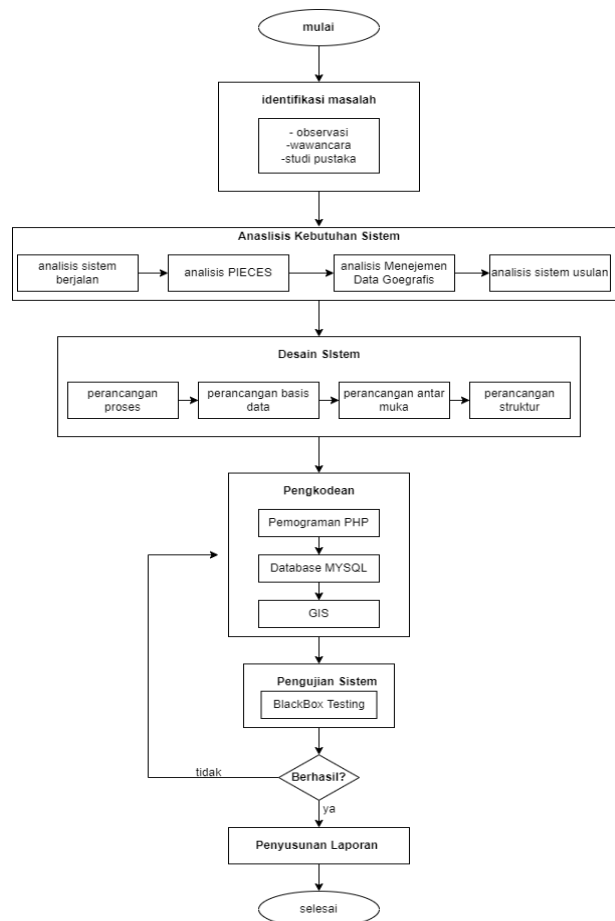 mulai
identifikasi masalah
- observasi
-wawancara
-studi pustaka
Anaslisis Kebutuhan Sistem
analisis sistem
berjalan
analisis PIECES
analisis Menejemen
Data Goegrafis
analisis sistem usulan
Desain SIstem
perancangan
proses
perancangan basis
data
perancangan antar
muka
perancangan
struktur
Pengkodean
Pemograman PHP
Database MYSQL
GIS
Pengujian Sistem
BlackBox Testing
Berhasil?
tidak
ya
Penyusunan Laporan
selesai